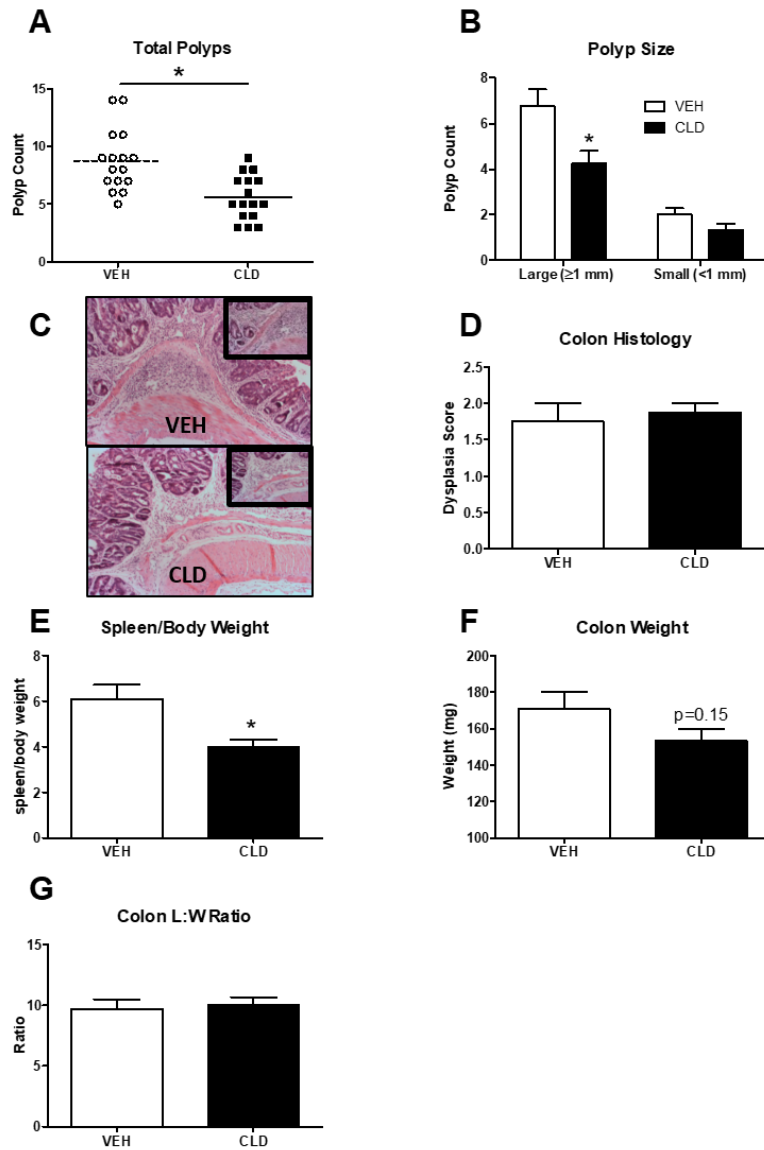 A
Total Polyps
*
Polyp Count
15
10
5
0
VEH
CLD
B
Polyp Size
Polyp Count
8
6
4
2
0
VEH
CLD
*
Large (≥1 mm)
Small (<1 mm)
C
VEH
CLD
D
Colon Histology
Dysplasia Score
2.5
2.0
1.5
1.0
0.5
0.0
VEH
CLD
E
Spleen/Body Weight
spleen/body weight
8
6
4
2
0
*
VEH
CLD
F
Colon Weight
Weight (mg)
200
180
160
140
120
100
p=0.15
VEH
CLD
G
Colon L:W Ratio
Ratio
15
10
5
0
VEH
CLD